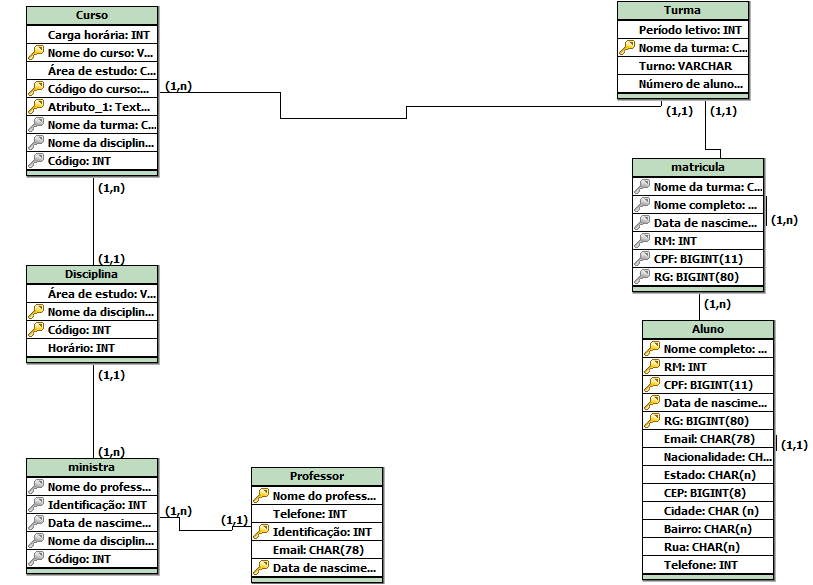 Curso
Carga horária: INT
Nome do curso: V...
Área de estudo: C...
Código do curso:...
Atributo_1: Text...
Nome da turma: C...
Nome da disciplin...
Código: INT
(1,n)
(1,n)
(1,1)
Disciplina
Área de estudo: V...
Nome da disciplin...
Código: INT
Horário: INT
(1,1)
(1,n)
ministra
Nome do profess...
Identificação: INT
Data de nascime...
Nome da disciplin...
Código: INT
(1,n)
(1,1)
Professor
Nome do profess...
Telefone: INT
Identificação: INT
Email: CHAR(78)
Data de nascime...
Turma
Período letivo: INT
Nome da turma: C...
Turno: VARCHAR
Número de aluno...
(1,1)
(1,1)
matricula
Nome da turma: C...
Nome completo: ...
Data de nascime...
RM: INT
CPF: BIGINT(11)
RG: BIGINT(80)
(1,n)
(1,n)
Aluno
Nome completo: ...
RM: INT
CPF: BIGINT(11)
Data de nascime...
RG: BIGINT(80)
Email: CHAR(78)
Nacionalidade: CH...
Estado: CHAR(n)
CEP: BIGINT(8)
Cidade: CHAR (n)
Bairro: CHAR(n)
Rua: CHAR(n)
Telefone: INT
(1,1)